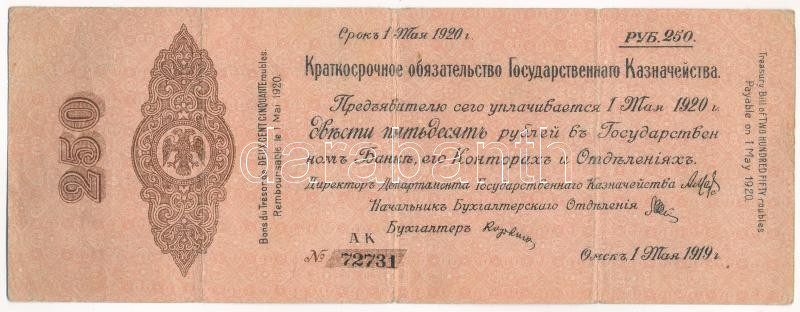 Срокъ 1 Мая 1920 г.
РУБ. 250.
Краткосрочное обязательство Государственнаго Казначейства.
Предъявителю сего уплачивается 1 Мая 1920 г.
двѣсти пятьдесятъ рублей въ Государствен
номъ Банкѣ, его Конторахъ и Отдѣленіяхъ.
Директоръ Департамента Государственнаго Казначейства
Начальникъ Бухгалтерскаго Отдѣленія
Бухгалтеръ
АК
№ 72731
Омскъ, 1 Мая 1919 г.
250
Bons du Tresor de DEUX CENT CINQUANTE roubles.
Remboursable le 1 Mai 1920.
Treasury Bill of TWO HUNDRED FIFTY roubles
Payable on 1 May 1920.
darabanth